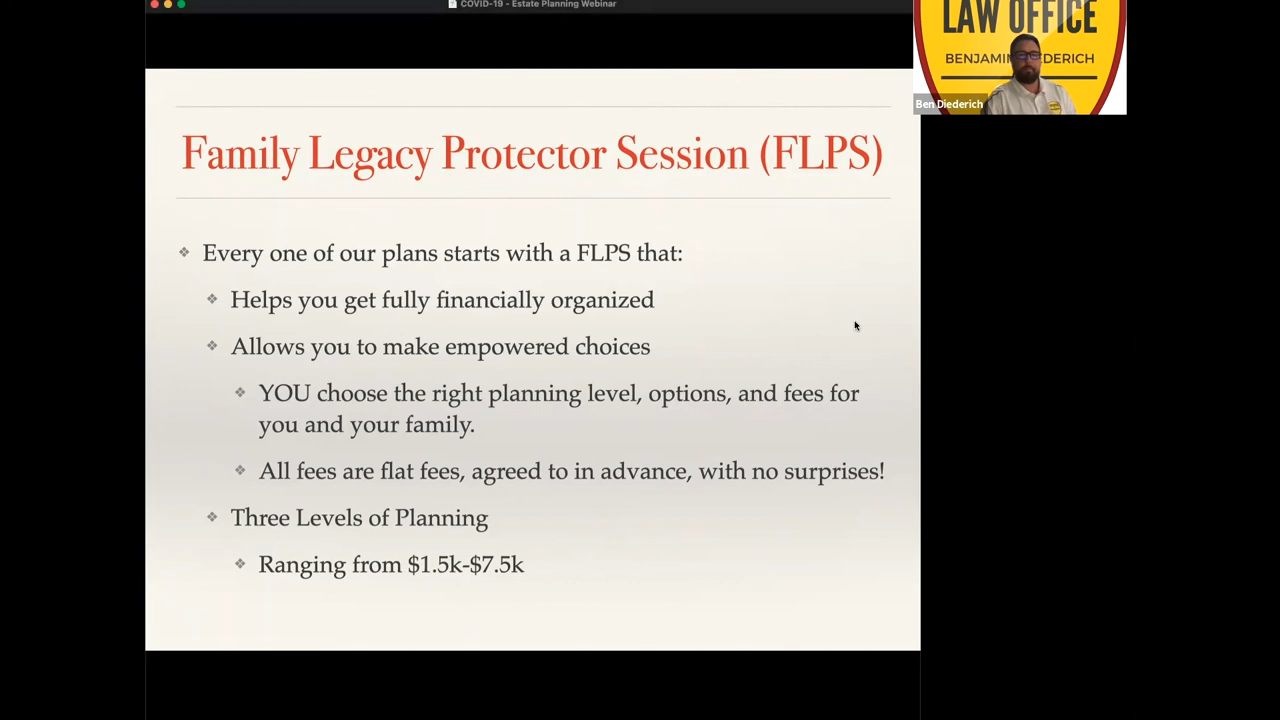 COVID-19 - Estate Planning Webinar
LAW OFFICE
BENJAMIN DIEDERICH
Ben Diederich
Family Legacy Protector Session (FLPS)
Every one of our plans starts with a FLPS that:
Helps you get fully financially organized
Allows you to make empowered choices
YOU choose the right planning level, options, and fees for
you and your family.
All fees are flat fees, agreed to in advance, with no surprises!
Three Levels of Planning
Ranging from $1.5k-$7.5k